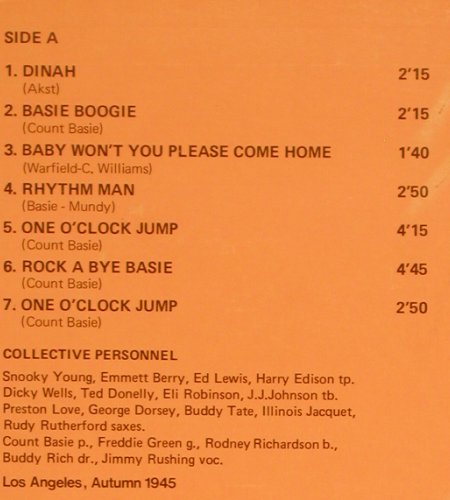 SIDE A
1. DINAH 2'15
(Akst)
2. BASIE BOOGIE 2'15
(Count Basie)
3. BABY WON'T YOU PLEASE COME HOME 1'40
(Warfield-C. Williams)
4. RHYTHM MAN 2'50
(Basie - Mundy)
5. ONE O'CLOCK JUMP 4'15
(Count Basie)
6. ROCK A BYE BASIE 4'45
(Count Basie)
7. ONE O'CLOCK JUMP 2'50
(Count Basie)
COLLECTIVE PERSONNEL
Snooky Young, Emmett Berry, Ed Lewis, Harry Edison tp.
Dicky Wells, Ted Donelly, Eli Robinson, J.J.Johnson tb.
Preston Love, George Dorsey, Buddy Tate, Illinois Jacquet,
Rudy Rutherford saxes.
Count Basie p., Freddie Green g., Rodney Richardson b.,
Buddy Rich dr., Jimmy Rushing voc.
Los Angeles, Autumn 1945